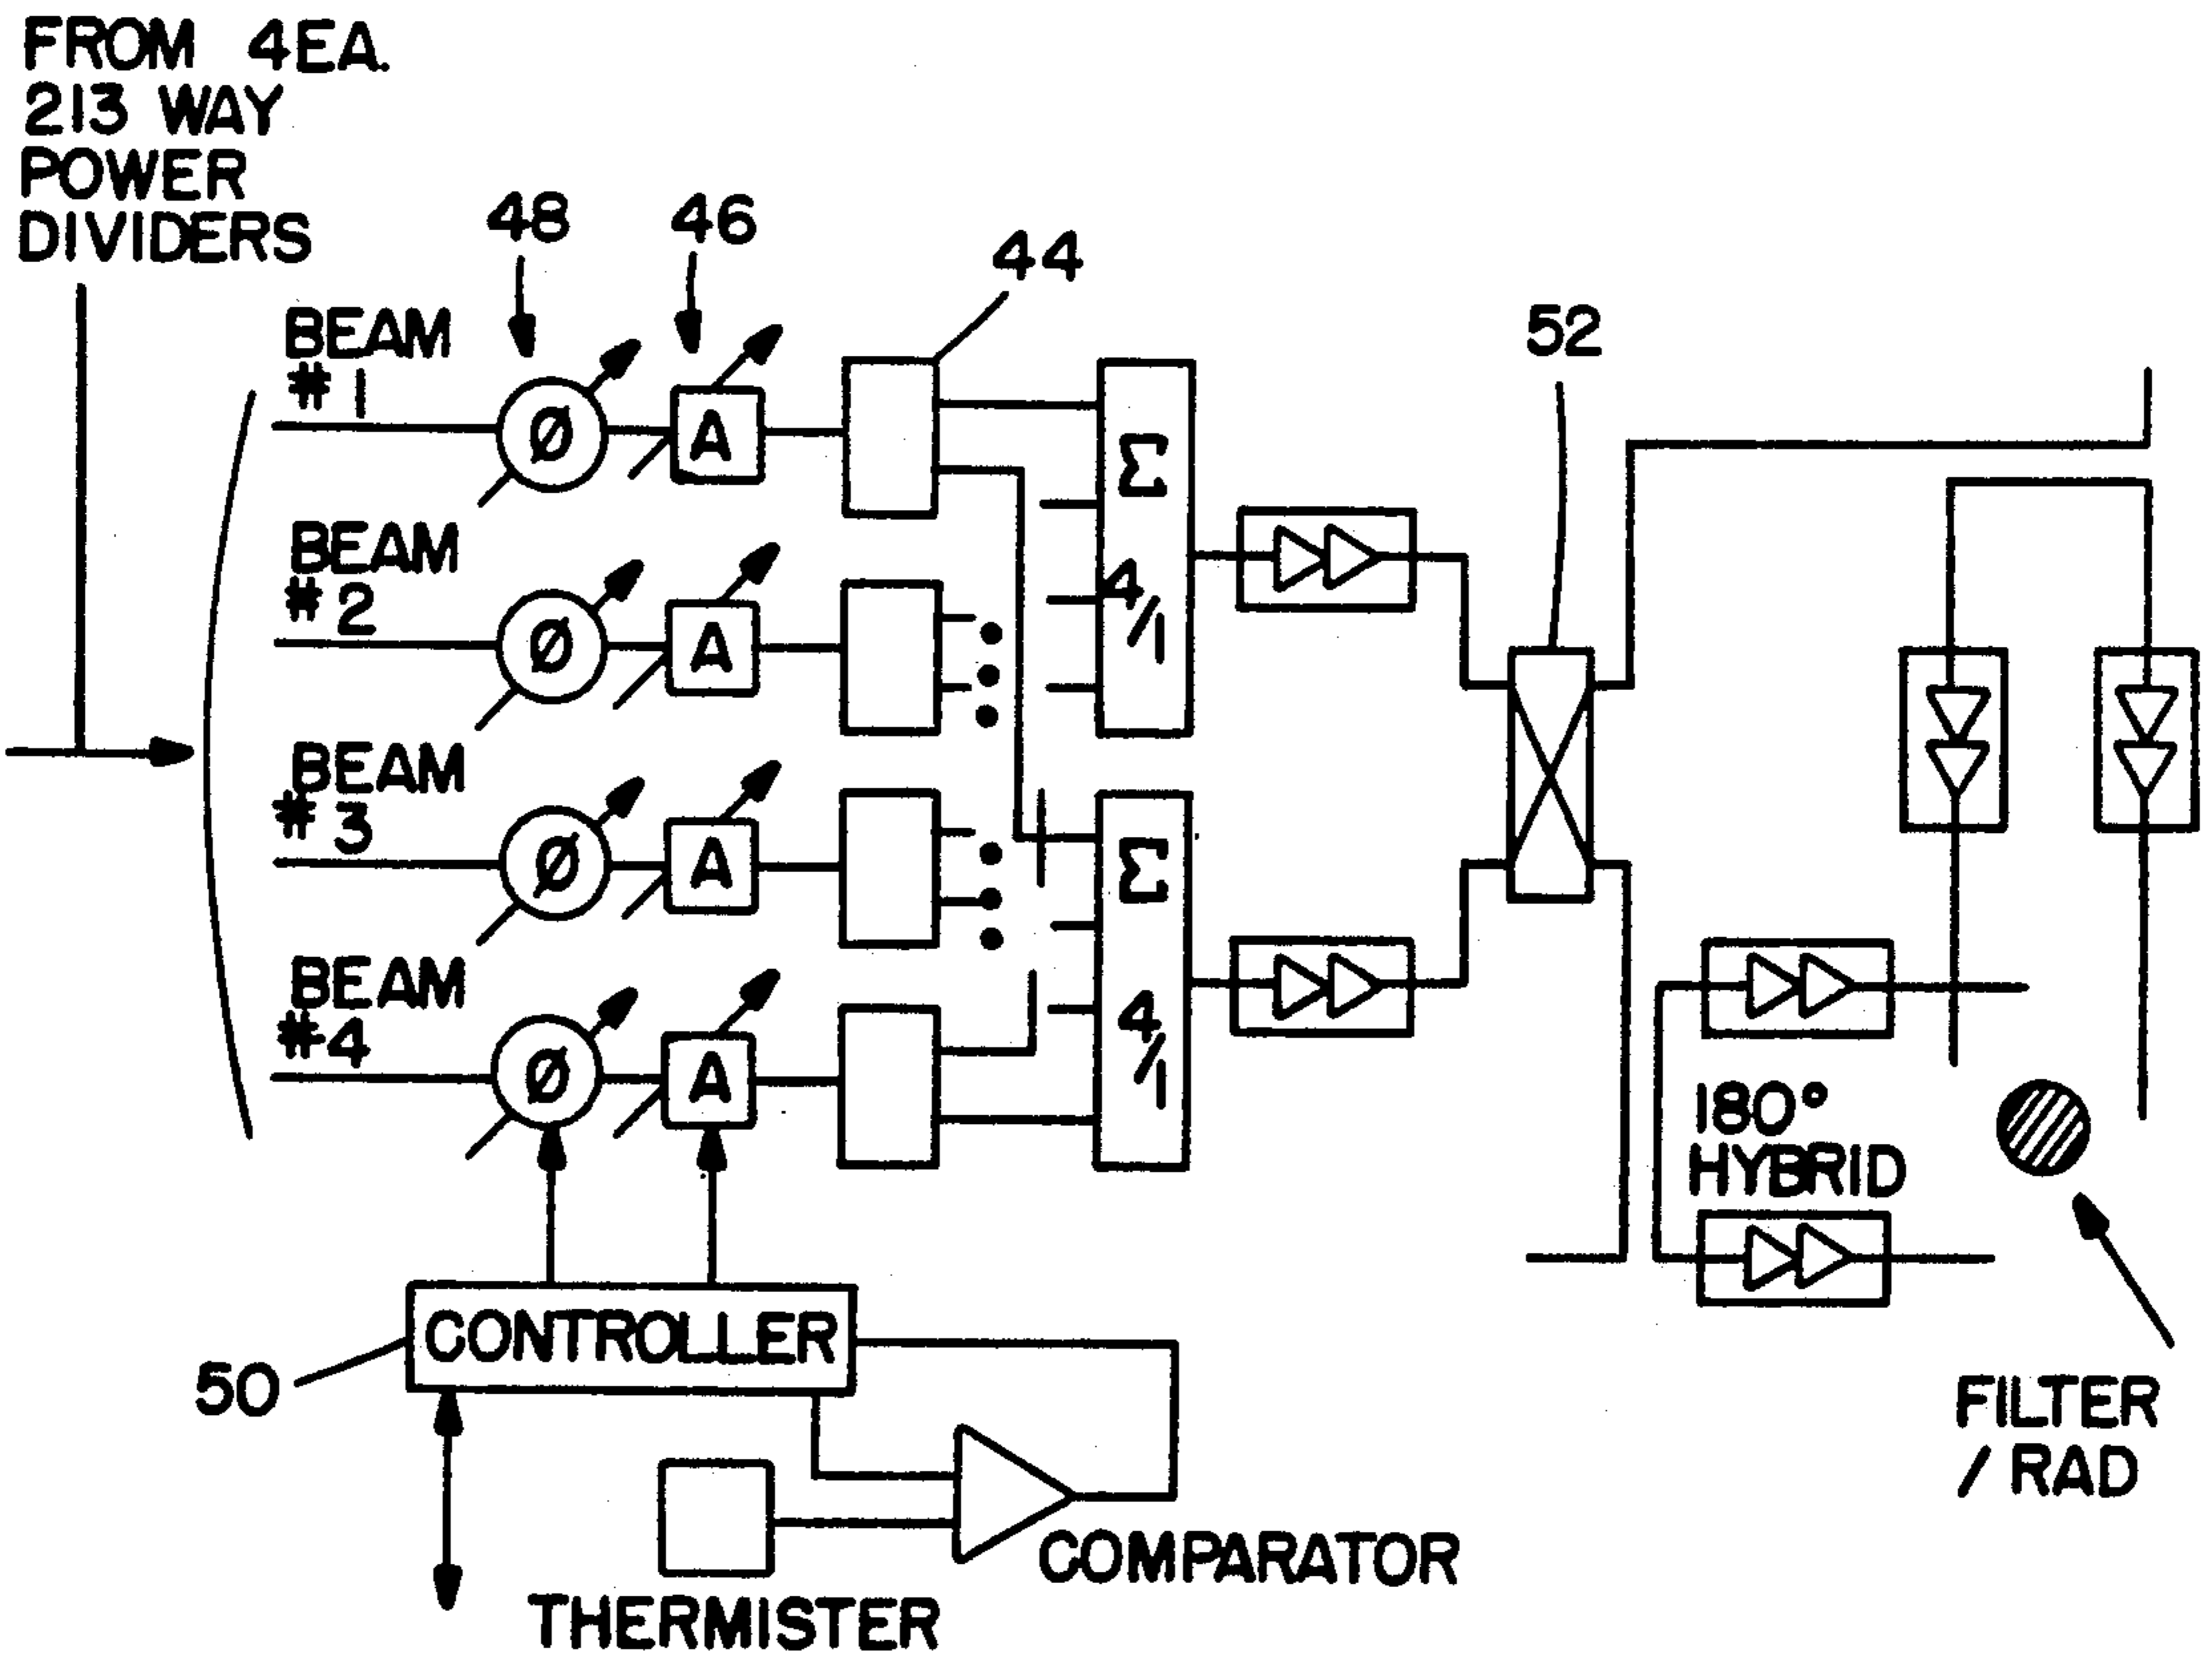 FROM 4EA.
213 WAY
POWER
DIVIDERS
48
46
44
52
BEAM
#1
Ø
A
Σ
4/1
BEAM
#2
Ø
A
BEAM
#3
Ø
A
Σ
4/1
BEAM
#4
Ø
A
180°
HYBRID
CONTROLLER
50
FILTER
/ RAD
COMPARATOR
THERMISTER